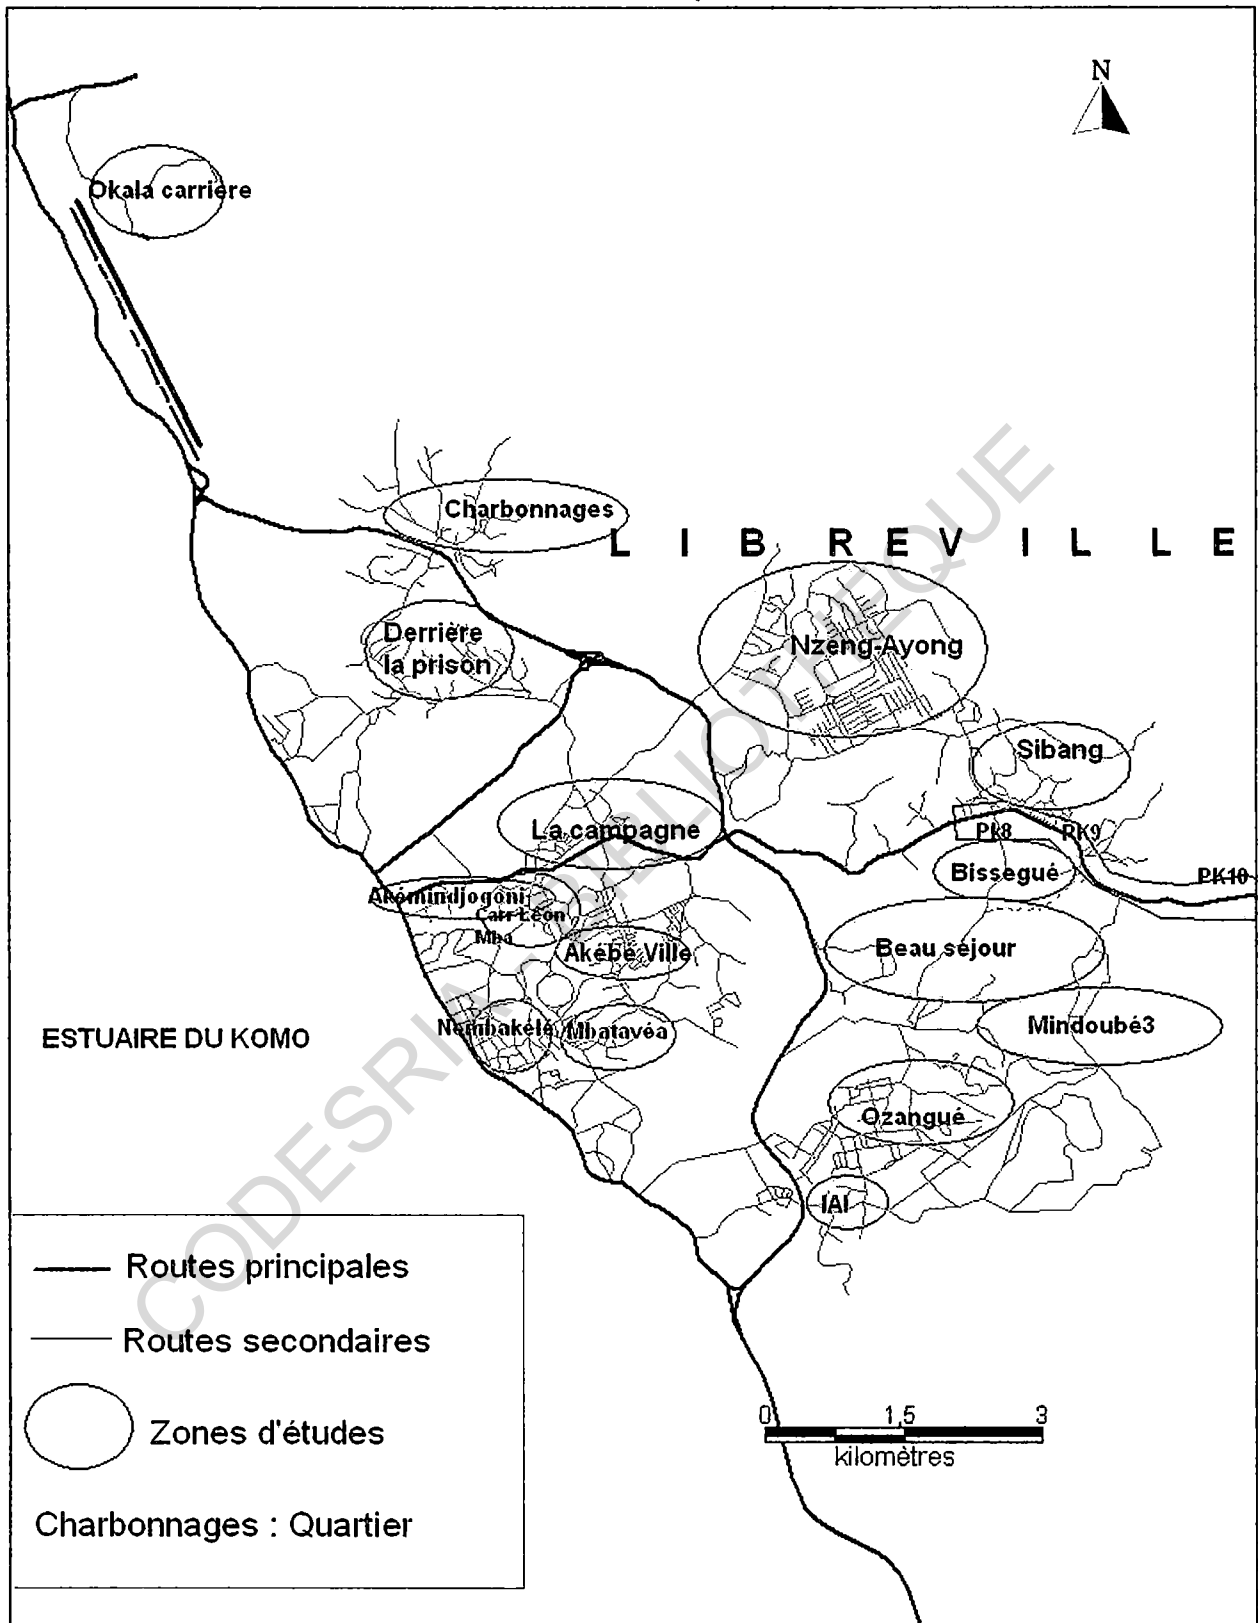 N
Okala carrière
Charbonnages
LIBREVILLE
Derrière
la prison
Nzeng-Ayong
Sibang
La campagne
Pk8
PK9
Bissegué
PK10
Akémindjogoni
Carr Léon
Mba
Akébé Ville
Beau séjour
Nombakélé
Mbatavéa
Mindoubé3
ESTUAIRE DU KOMO
Ozangué
IAI
Routes principales
Routes secondaires
Zones d'études
Charbonnages : Quartier
0 1,5 3
kilomètres
CODESRIA - BIBLIOTHEQUE